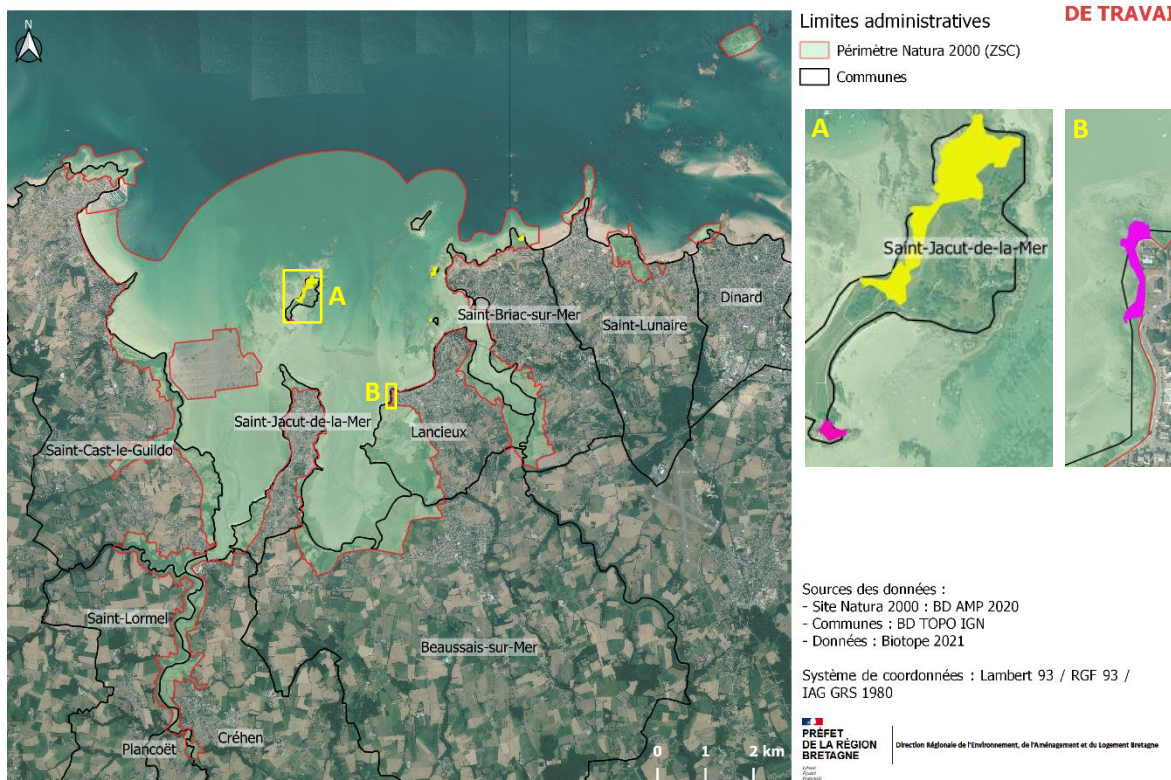 DE TRAVAI
Limites administratives
Périmètre Natura 2000 (ZSC)
Communes
N
A
B
A
Saint-Jacut-de-la-Mer
B
Saint-Cast-le-Guildo
Saint-Jacut-de-la-Mer
Lancieux
Saint-Briac-sur-Mer
Saint-Lunaire
Dinard
Saint-Lormel
Beaussais-sur-Mer
Plancoët
Créhen
0 1 2 km
Sources des données :
- Site Natura 2000 : BD AMP 2020
- Communes : BD TOPO IGN
- Données : Biotope 2021
Système de coordonnées : Lambert 93 / RGF 93 /
IAG GRS 1980
PRÉFET
DE LA RÉGION
BRETAGNE
Direction Régionale de l'Environnement, de l'Aménagement et du Logement Bretagne